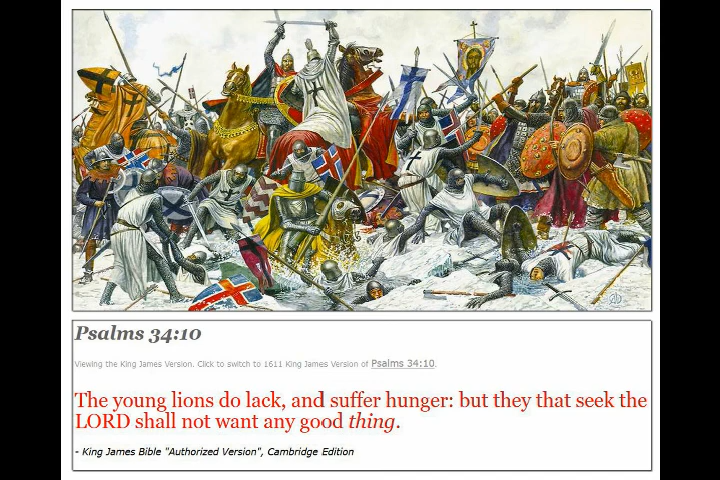 Psalms 34:10
Viewing the King James Version. Click to switch to 1611 King James Version of Psalms 34:10.
The young lions do lack, and suffer hunger: but they that seek the
LORD shall not want any good thing.
- King James Bible "Authorized Version", Cambridge Edition